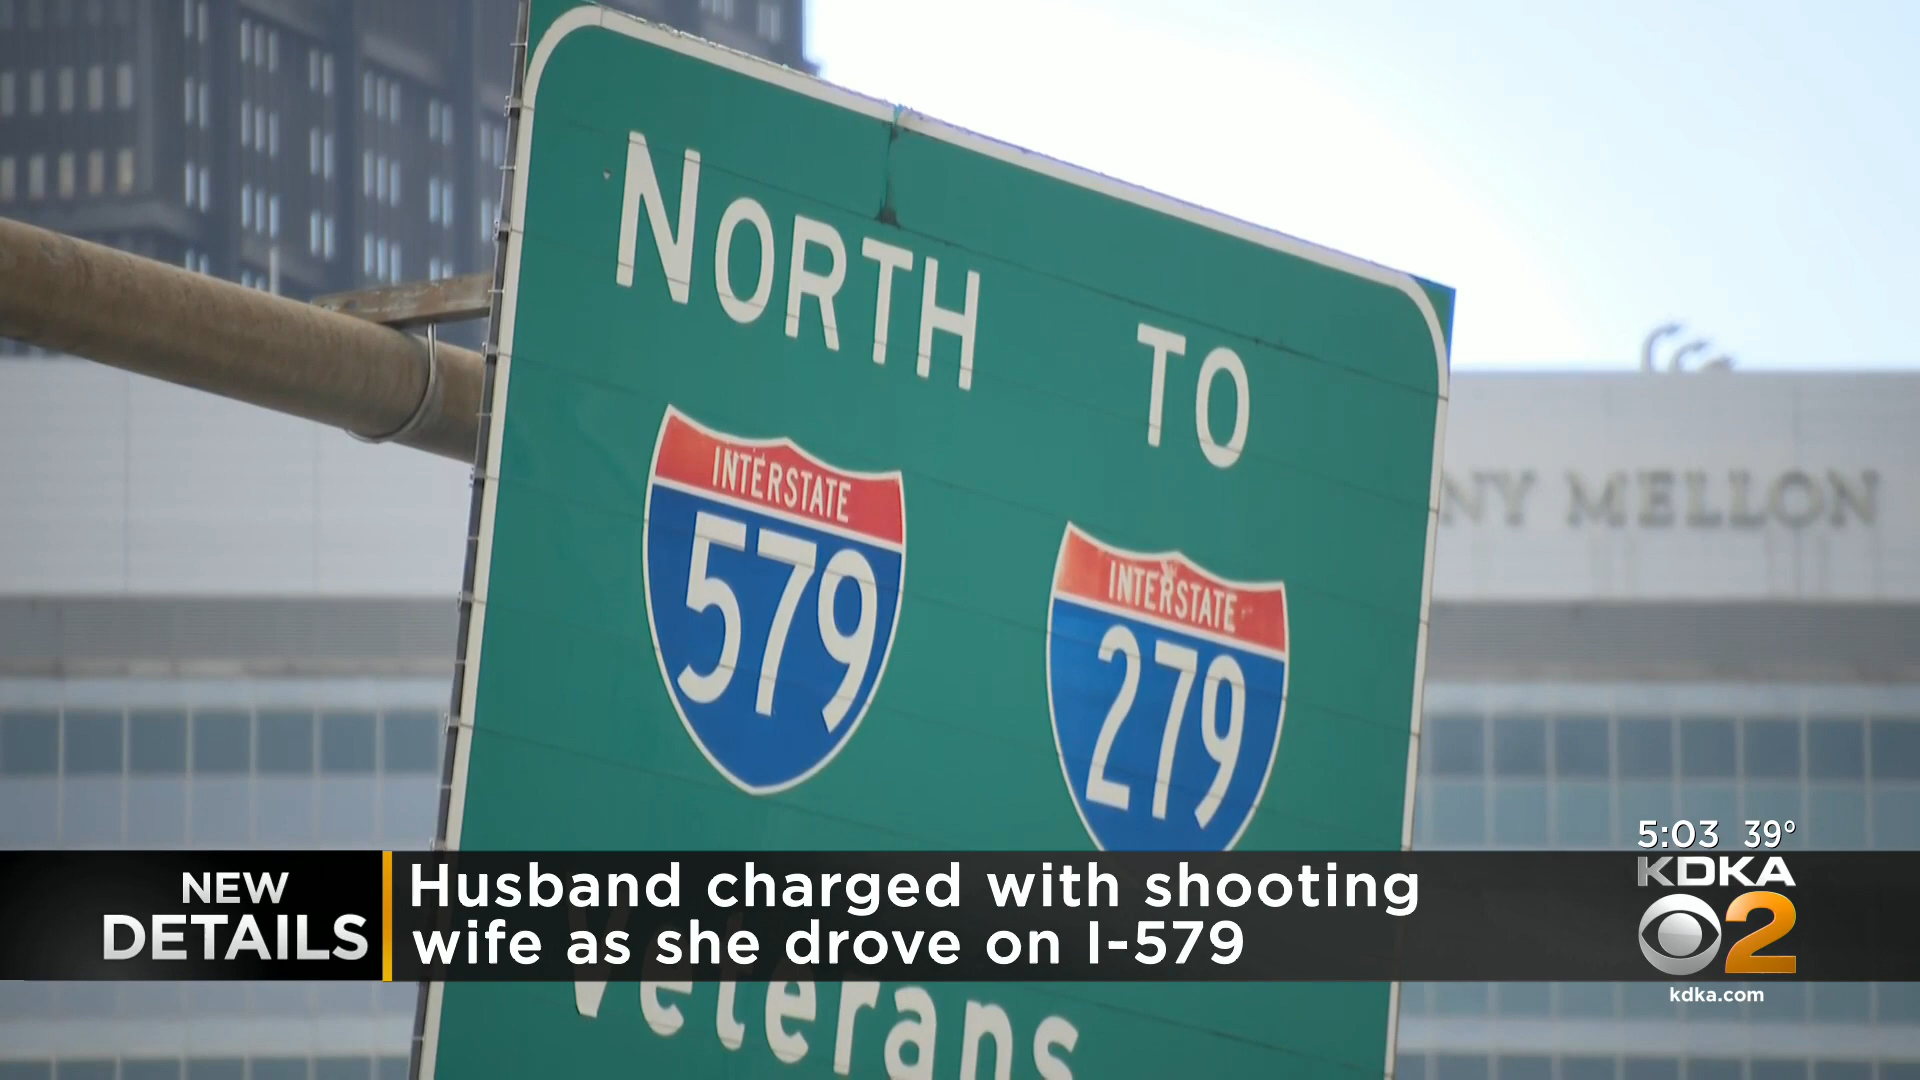 NORTH TO
INTERSTATE
579
INTERSTATE
279
NY MELLON
5:03 39°
KDKA
2
kdka.com
NEW
DETAILS
Husband charged with shooting
wife as she drove on I-579
Veterans